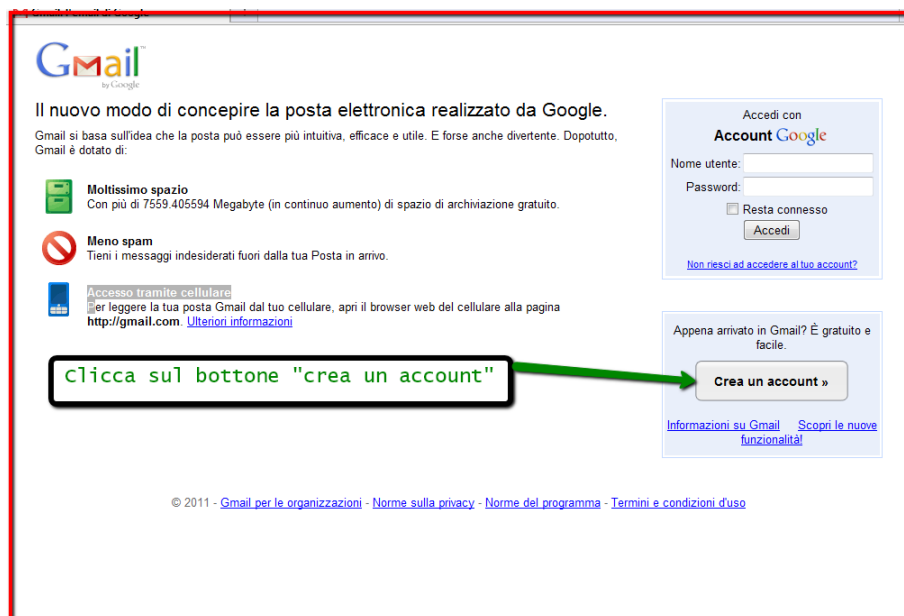 Gmail: l'email di Google
Gmail
by Google
Il nuovo modo di concepire la posta elettronica realizzato da Google.
Gmail si basa sull'idea che la posta può essere più intuitiva, efficace e utile. E forse anche divertente. Dopotutto,
Gmail è dotato di:
Moltissimo spazio
Con più di 7559.405594 Megabyte (in continuo aumento) di spazio di archiviazione gratuito.
Meno spam
Tieni i messaggi indesiderati fuori dalla tua Posta in arrivo.
Accesso tramite cellulare
Per leggere la tua posta Gmail dal tuo cellulare, apri il browser web del cellulare alla pagina
http://gmail.com. Ulteriori informazioni
Accedi con
Account Google
Nome utente:
Password:
Resta connesso
Accedi
Non riesci ad accedere al tuo account?
Appena arrivato in Gmail? È gratuito e
facile.
Clicca sul bottone "crea un account"
Crea un account »
Informazioni su Gmail Scopri le nuove
funzionalità!
© 2011 - Gmail per le organizzazioni - Norme sulla privacy - Norme del programma - Termini e condizioni d'uso